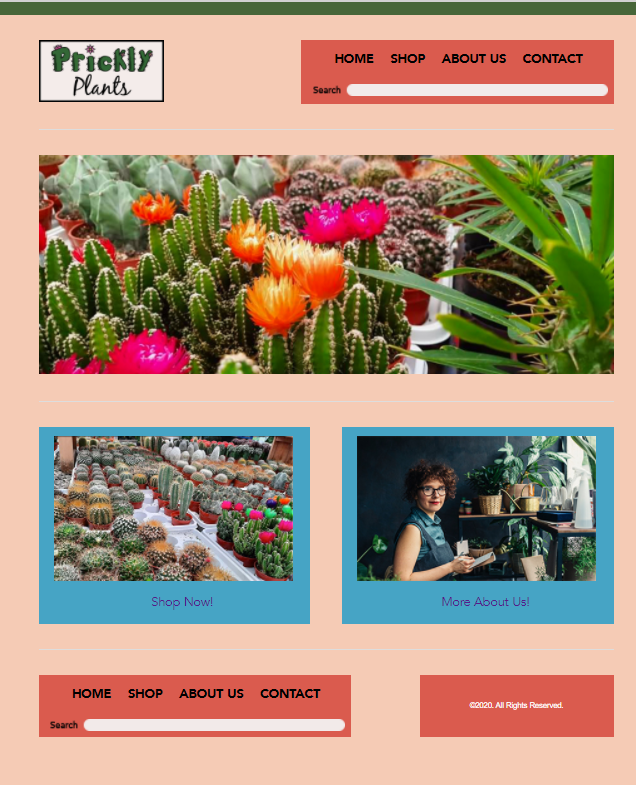 Prickly
Plants
HOME SHOP ABOUT US CONTACT
Search
Shop Now!
More About Us!
HOME SHOP ABOUT US CONTACT
Search
©2020. All Rights Reserved.